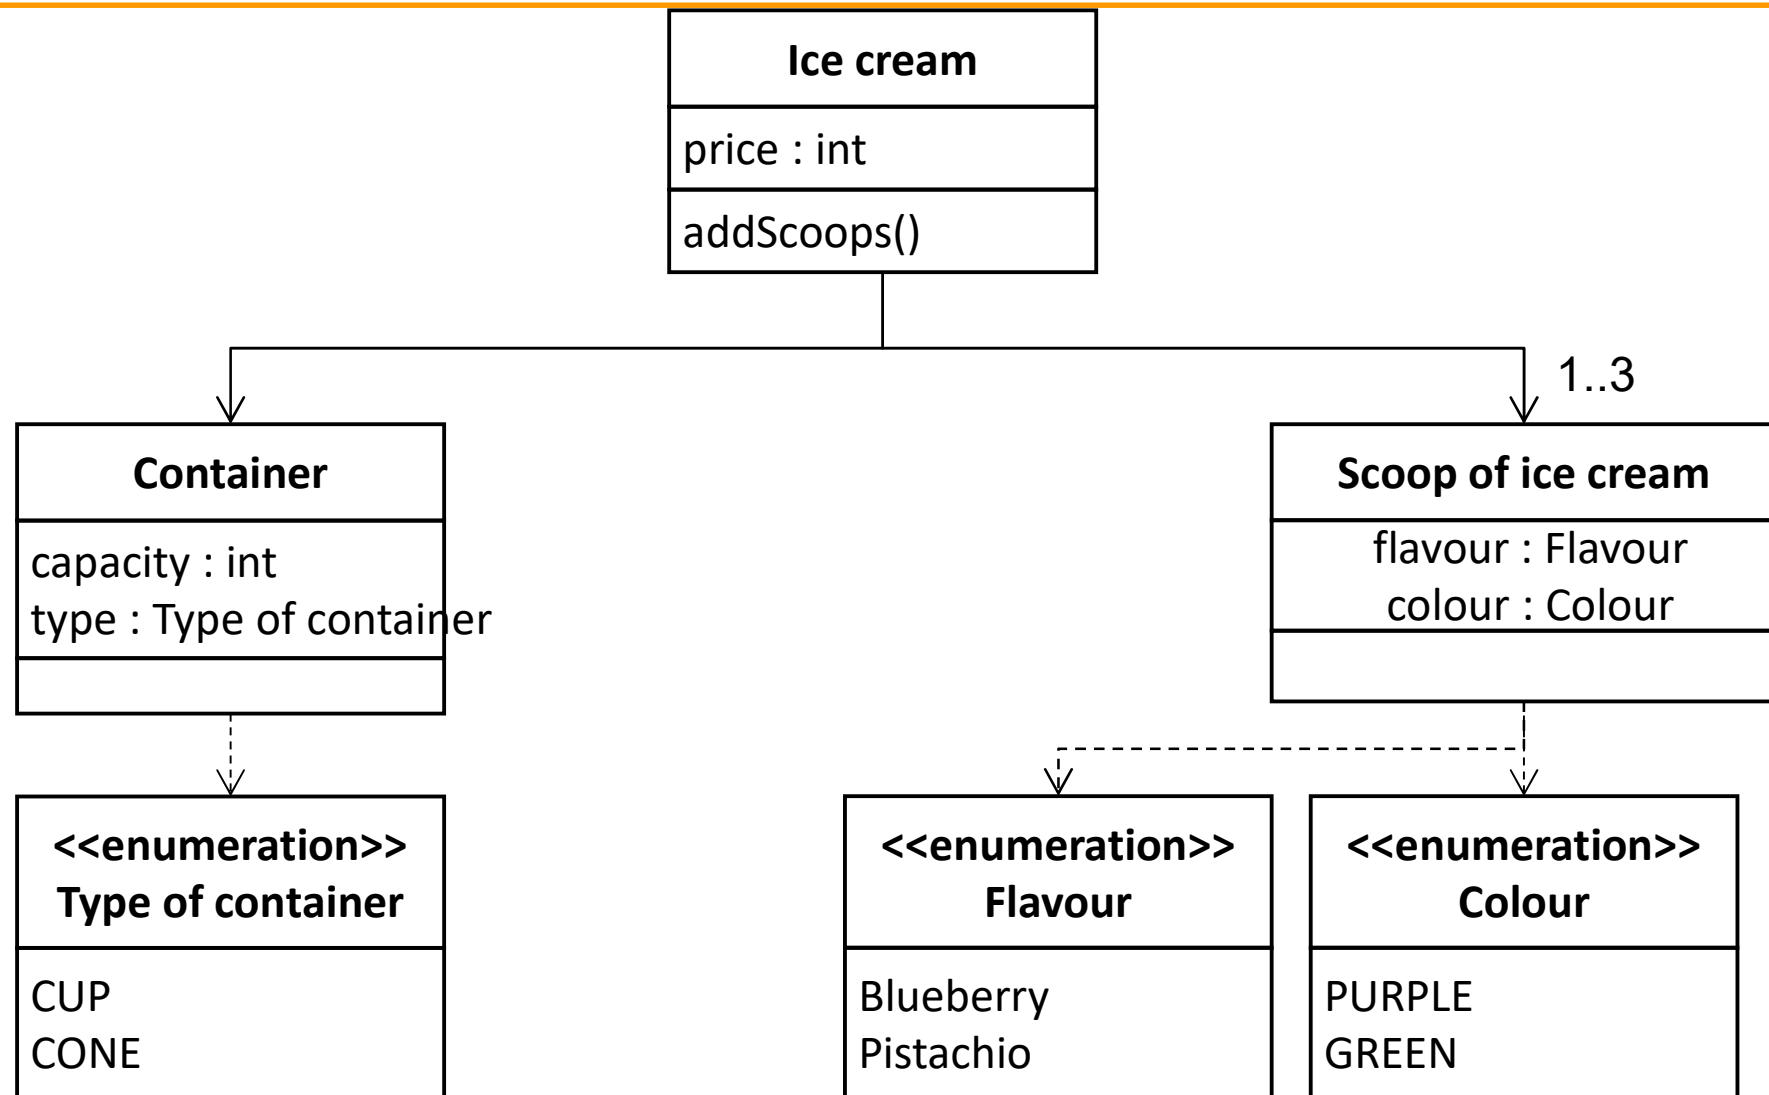 Ice cream
price : int
addScoops()
1..3
Container
capacity : int
type : Type of container
Scoop of ice cream
flavour : Flavour
colour : Colour
<<enumeration>>
Type of container
CUP
CONE
<<enumeration>>
Flavour
Blueberry
Pistachio
<<enumeration>>
Colour
PURPLE
GREEN